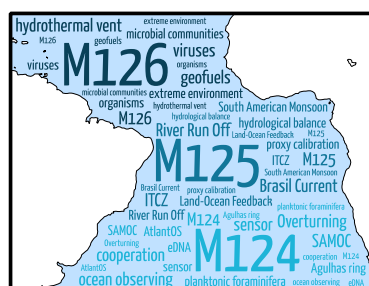 hydrothermal vent extreme environment
microbial communities
M126 geofuels
M126 viruses
viruses organisms
geofuels
microbial communities extreme environment
organisms hydrothermal vent South American Monsoon
M126 hydrological balance hydrological balance
River Run Off Land-Ocean Feedback M125
proxy calibration
M125 ITCZ M125
South American Monsoon
Brasil Current proxy calibration Brasil Current
ITCZ Land-Ocean Feedback
planktonic foraminifera
River Run Off M124 Agulhas ring Overturning
SAMOC AtlantOS sensor
Overturning eDNA M124 SAMOC
cooperation cooperation M124
AtlantOS sensor Agulhas ring
ocean observing planktonic foraminifera ocean observing eDNA